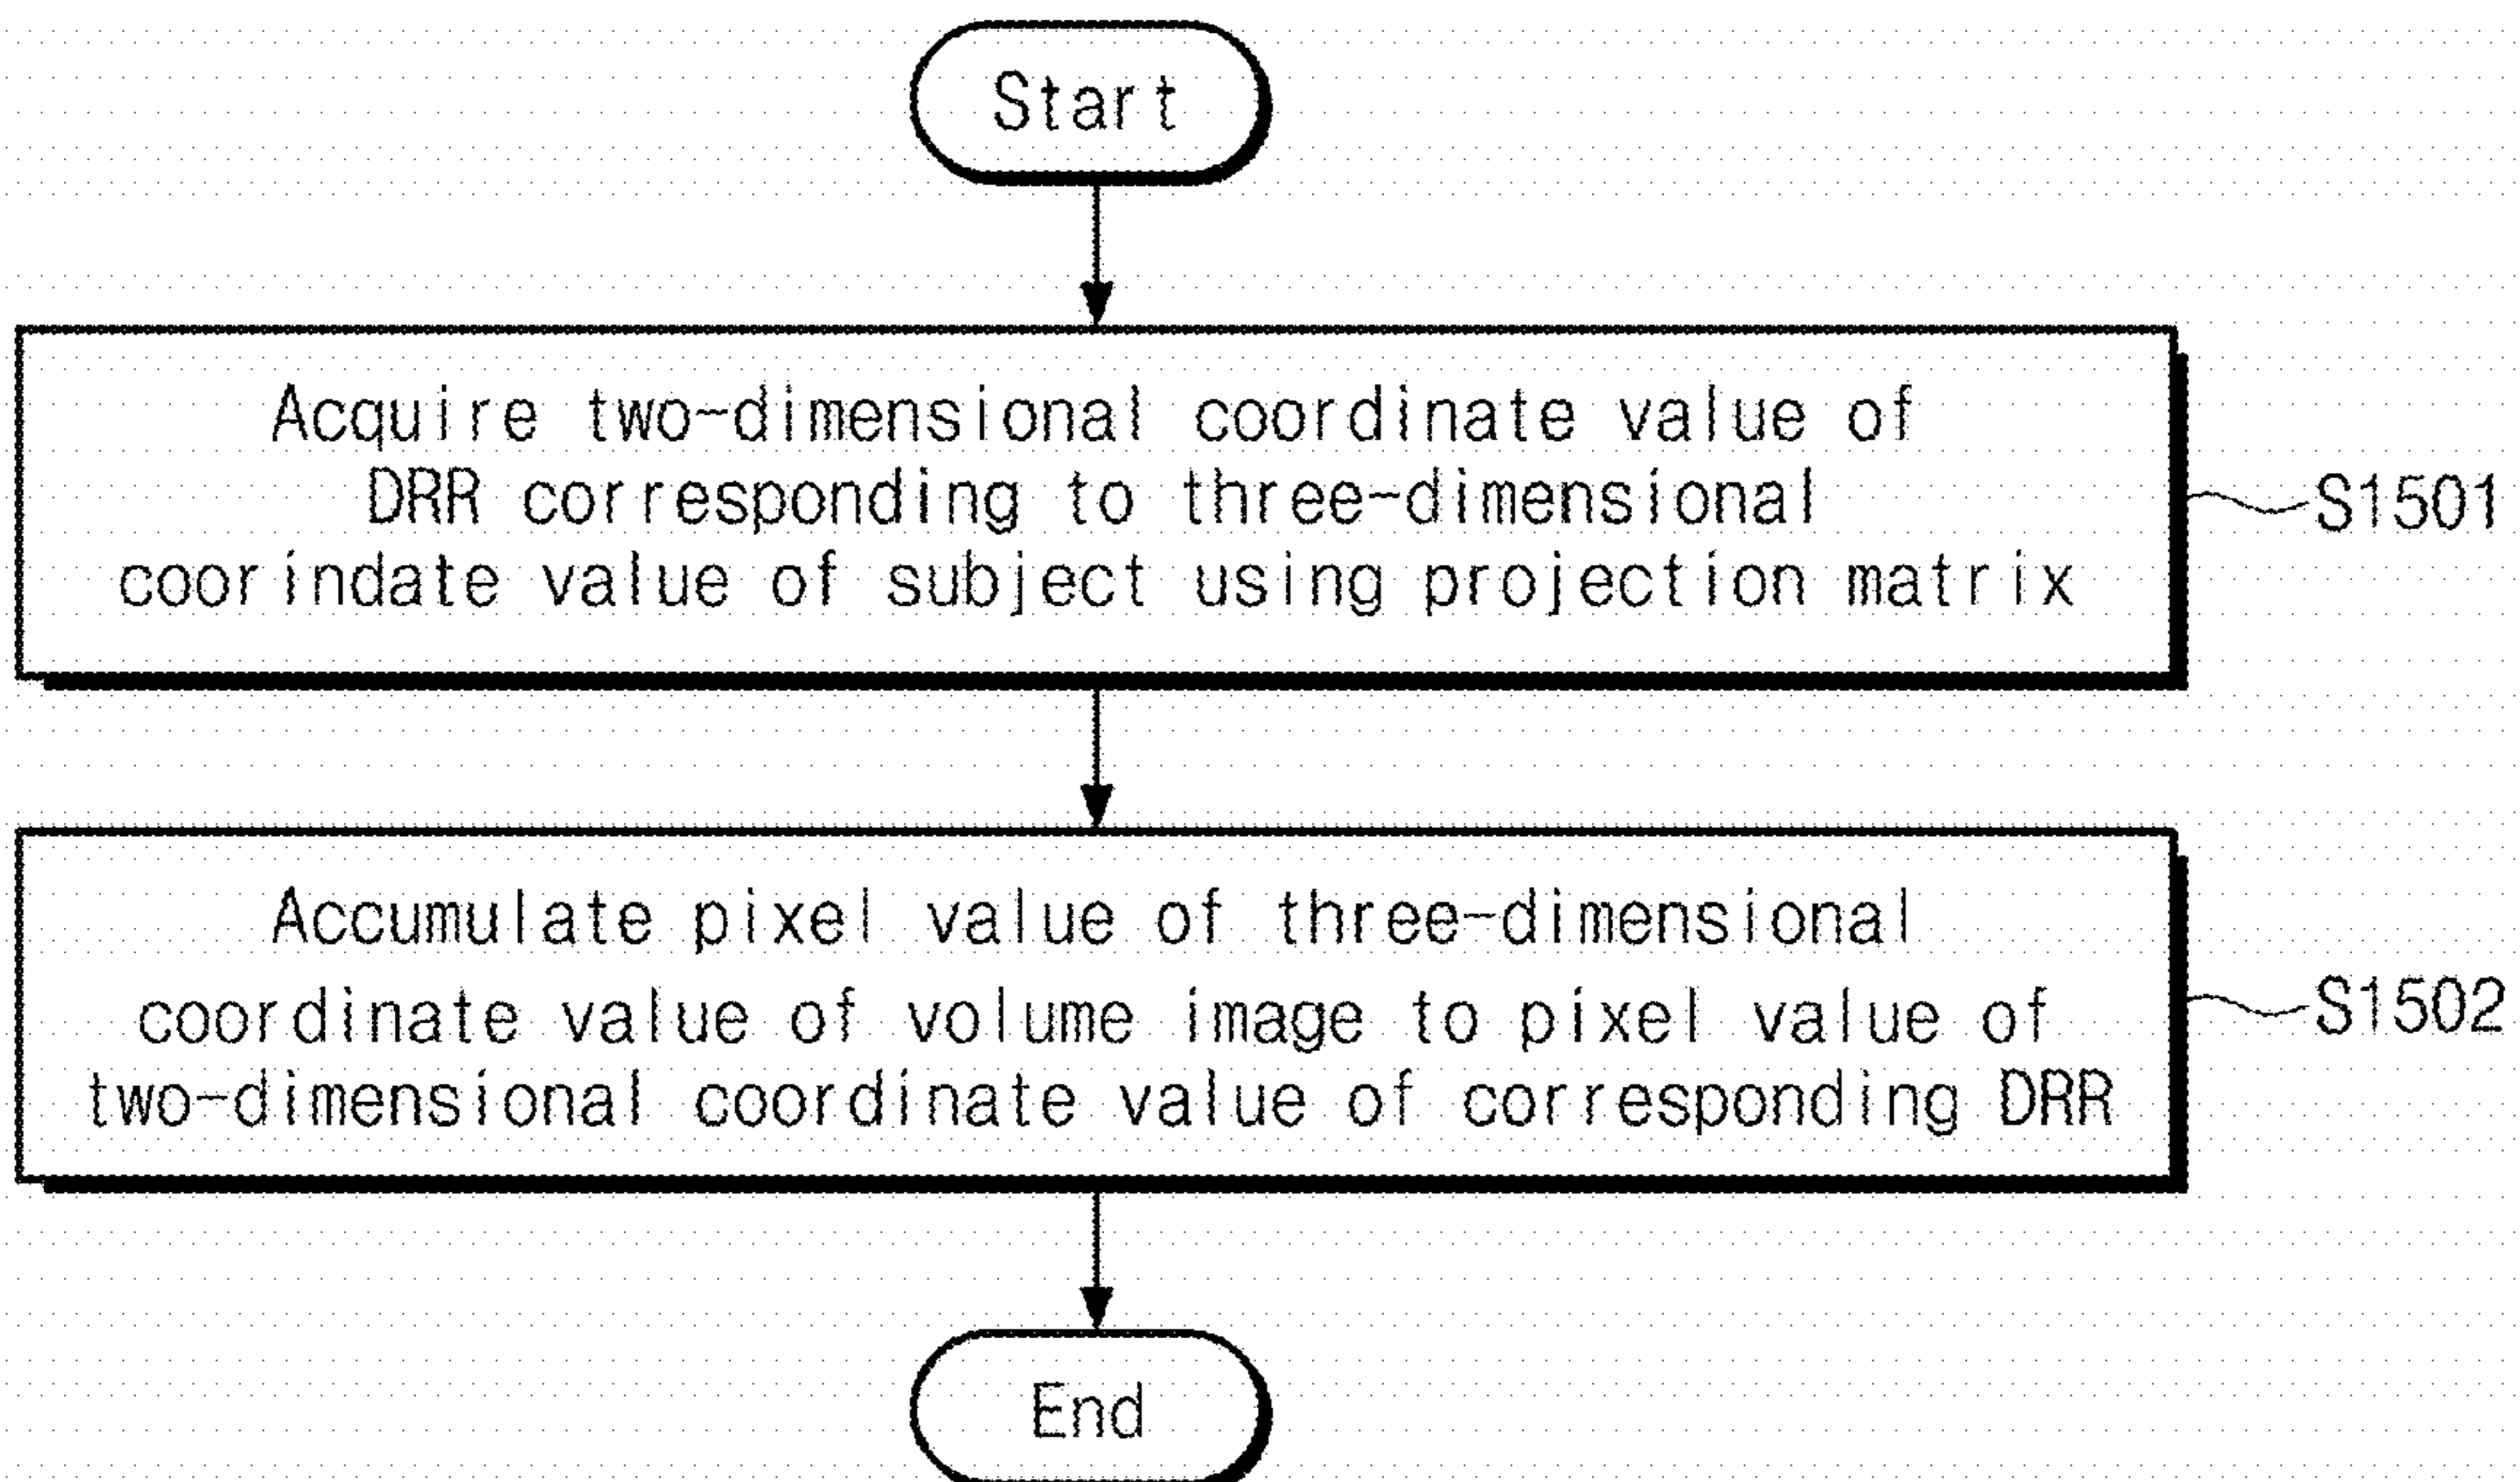 Start
Acquire two-dimensional coordinate value of
DRR corresponding to three-dimensional
coorindate value of subject using projection matrix
S1501
Accumulate pixel value of three-dimensional
coordinate value of volume image to pixel value of
two-dimensional coordinate value of corresponding DRR
S1502
End